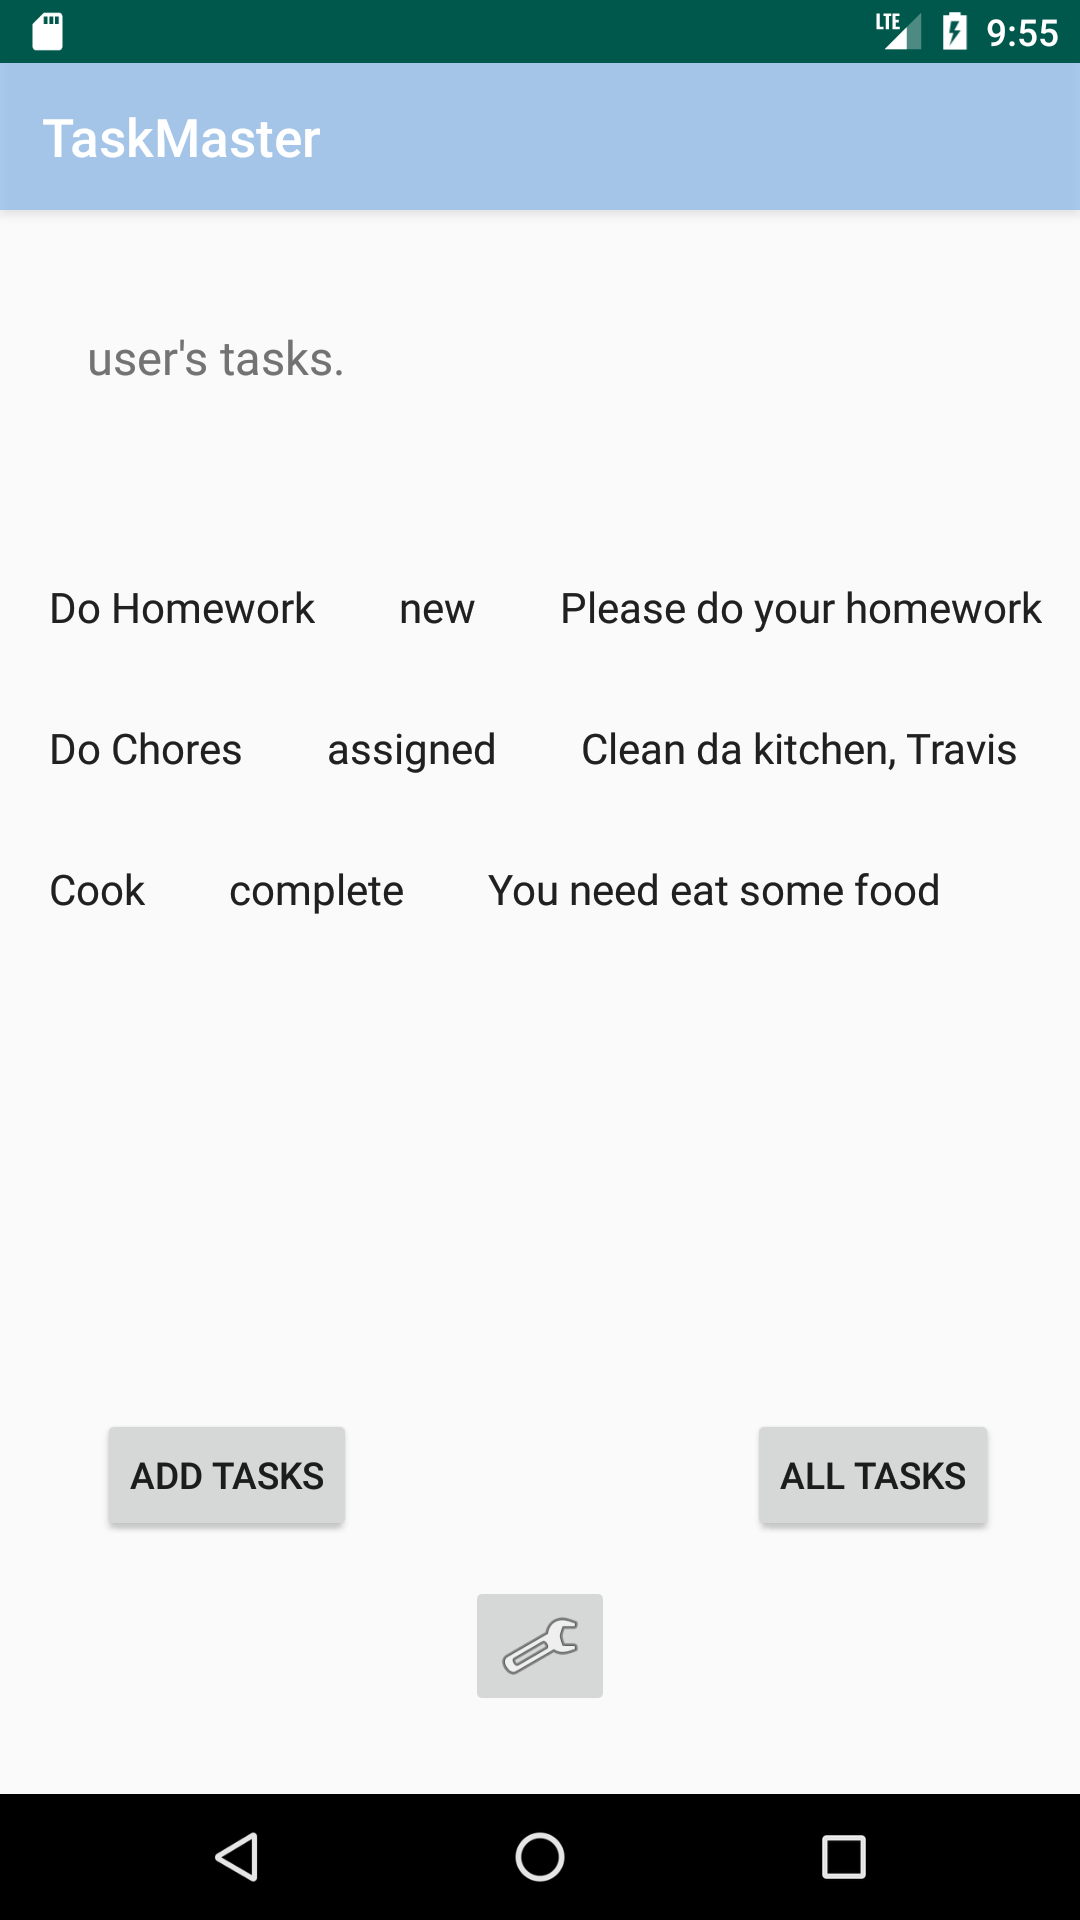 LTE 9:55
TaskMaster
user's tasks.
Do Homework new Please do your homework
Do Chores assigned Clean da kitchen, Travis
Cook complete You need eat some food
ADD TASKS ALL TASKS